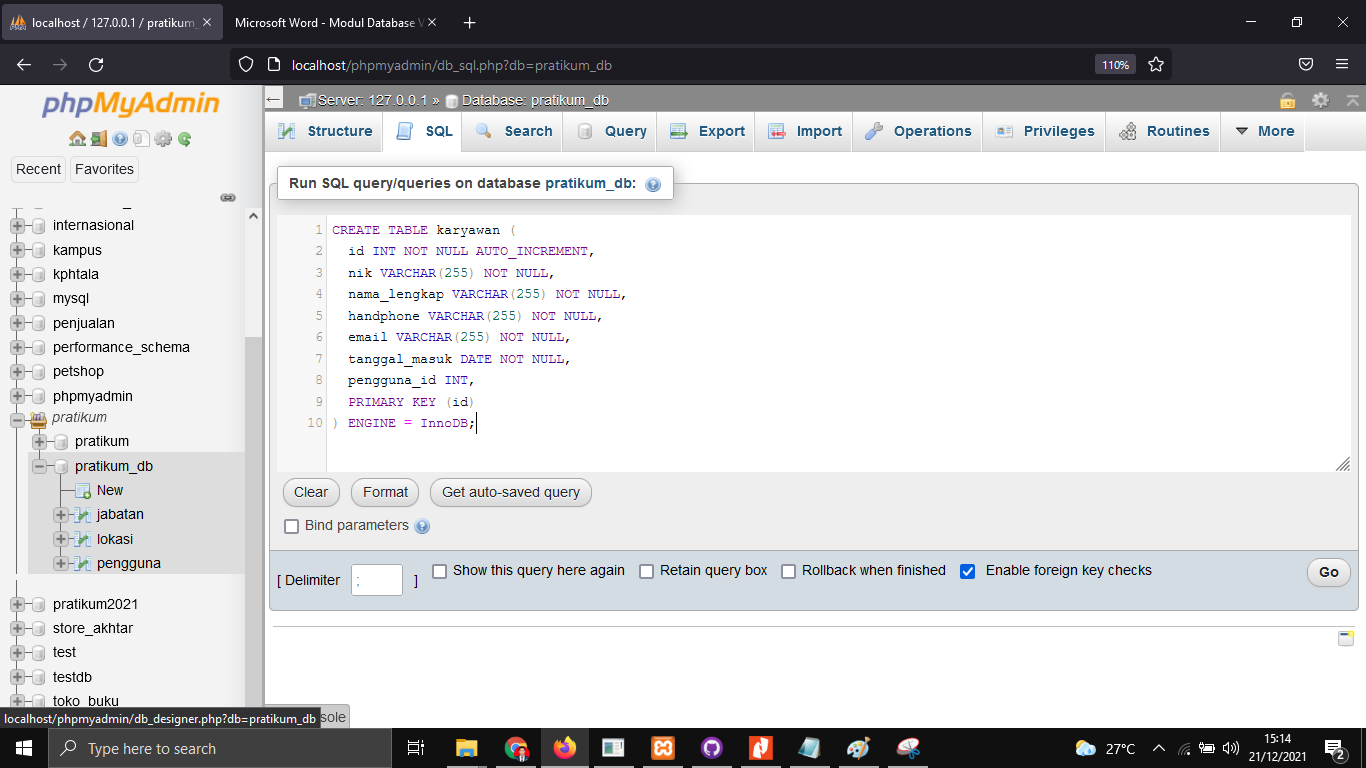 localhost / 127.0.0.1 / pratikum_
Microsoft Word - Modul Database V
localhost/phpmyadmin/db_sql.php?db=pratikum_db
110%
phpMyAdmin
Recent
Favorites
internasional
kampus
kphtala
mysql
penjualan
performance_schema
petshop
phpmyadmin
pratikum
pratikum
pratikum_db
New
jabatan
lokasi
pengguna
pratikum2021
store_akhtar
test
testdb
toko_buku
localhost/phpmyadmin/db_designer.php?db=pratikum_db
Server: 127.0.0.1 » Database: pratikum_db
Structure SQL Search Query Export Import Operations Privileges Routines More
Run SQL query/queries on database pratikum_db:
1 CREATE TABLE karyawan (
2 id INT NOT NULL AUTO_INCREMENT,
3 nik VARCHAR(255) NOT NULL,
4 nama_lengkap VARCHAR(255) NOT NULL,
5 handphone VARCHAR(255) NOT NULL,
6 email VARCHAR(255) NOT NULL,
7 tanggal_masuk DATE NOT NULL,
8 pengguna_id INT,
9 PRIMARY KEY (id)
10 ) ENGINE = InnoDB;
Clear Format Get auto-saved query
Bind parameters
[ Delimiter ; ] Show this query here again Retain query box Rollback when finished Enable foreign key checks Go
sole
Type here to search
27°C
15:14
21/12/2021
2